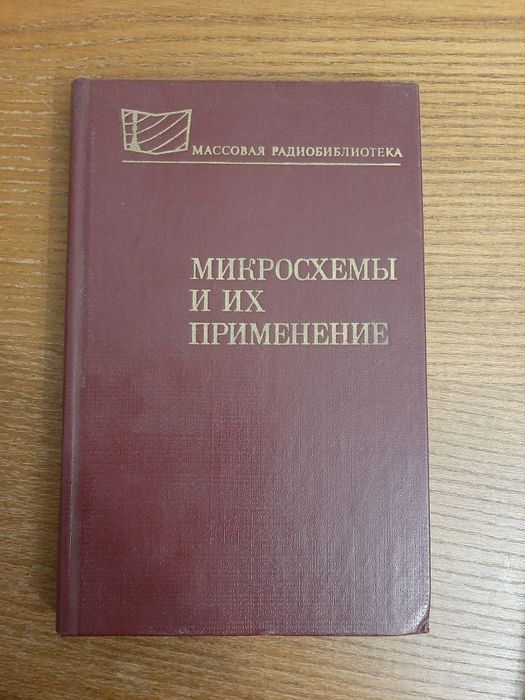 МАССОВАЯ РАДИОБИБЛИОТЕКА
МИКРОСХЕМЫ
И ИХ
ПРИМЕНЕНИЕ